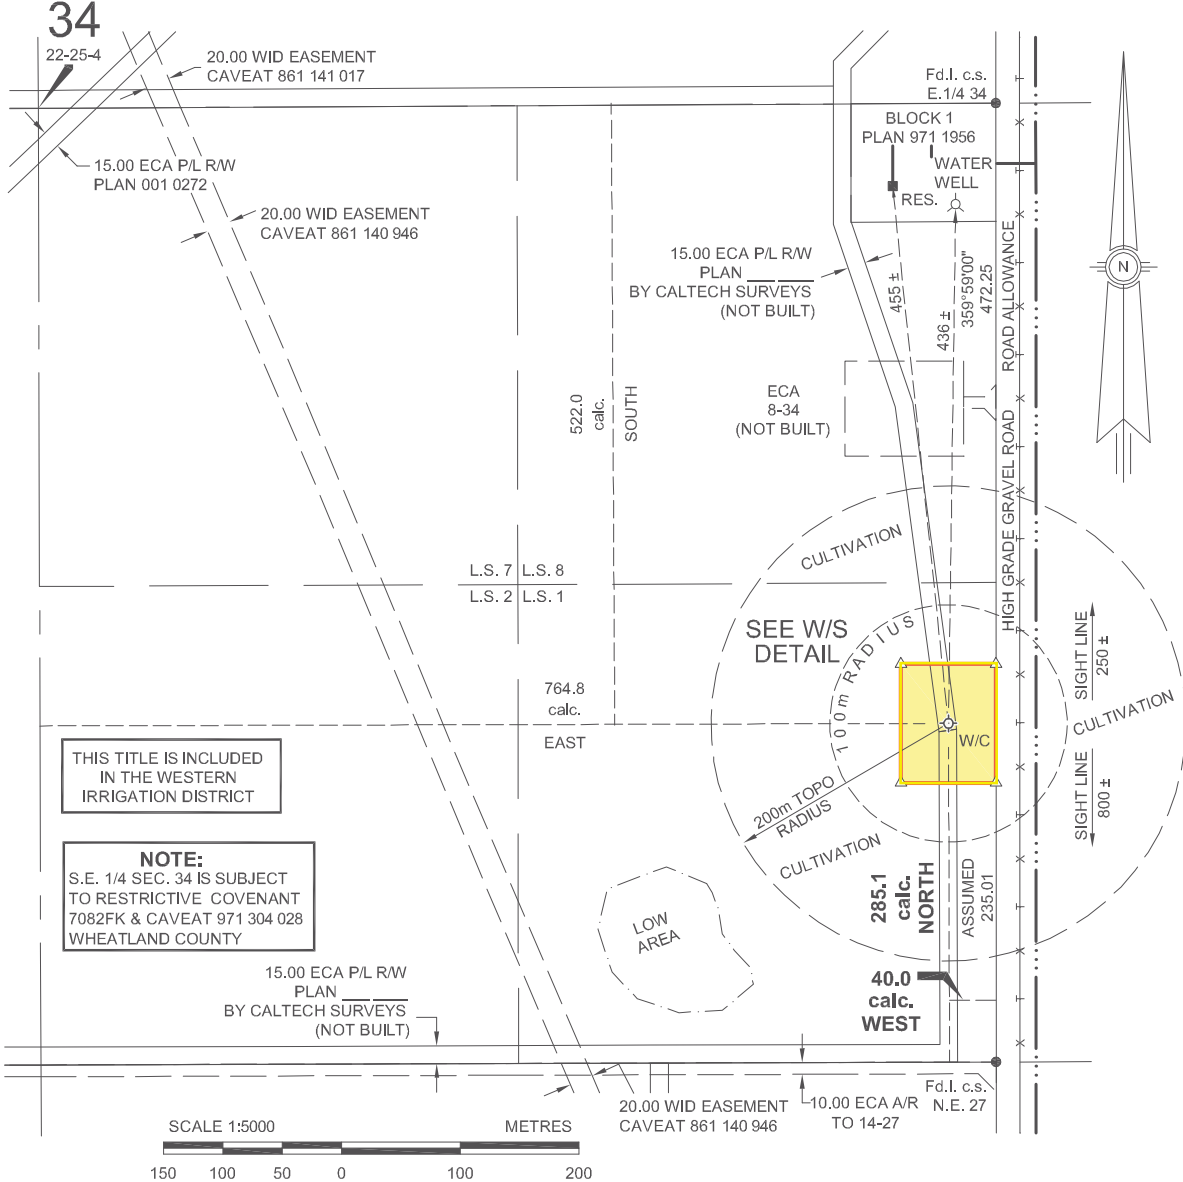 34
22-25-4
20.00 WID EASEMENT
CAVEAT 861 141 017
15.00 ECA P/L R/W
PLAN 001 0272
20.00 WID EASEMENT
CAVEAT 861 140 946
Fd.I. c.s.
E.1/4 34
BLOCK 1
PLAN 971 1956
WATER
WELL
RES.
15.00 ECA P/L R/W
PLAN ____ ____
BY CALTECH SURVEYS
(NOT BUILT)
455 ±
436 ±
359°59'00"
472.25
ROAD ALLOWANCE
HIGH GRADE GRAVEL ROAD
N
522.0
calc.
SOUTH
ECA
8-34
(NOT BUILT)
CULTIVATION
L.S. 7
L.S. 8
L.S. 2
L.S. 1
SEE W/S
DETAIL
100m RADIUS
SIGHT LINE
250 ±
764.8
calc.
EAST
W/C
CULTIVATION
SIGHT LINE
800 ±
THIS TITLE IS INCLUDED
IN THE WESTERN
IRRIGATION DISTRICT
200m TOPO
RADIUS
CULTIVATION
NOTE:
S.E. 1/4 SEC. 34 IS SUBJECT
TO RESTRICTIVE COVENANT
7082FK & CAVEAT 971 304 028
WHEATLAND COUNTY
LOW
AREA
285.1
calc.
NORTH
ASSUMED
235.01
15.00 ECA P/L R/W
PLAN ____ ____
BY CALTECH SURVEYS
(NOT BUILT)
40.0
calc.
WEST
Fd.I. c.s.
N.E. 27
20.00 WID EASEMENT
CAVEAT 861 140 946
10.00 ECA A/R
TO 14-27
SCALE 1:5000
METRES
150 100 50 0 100 200